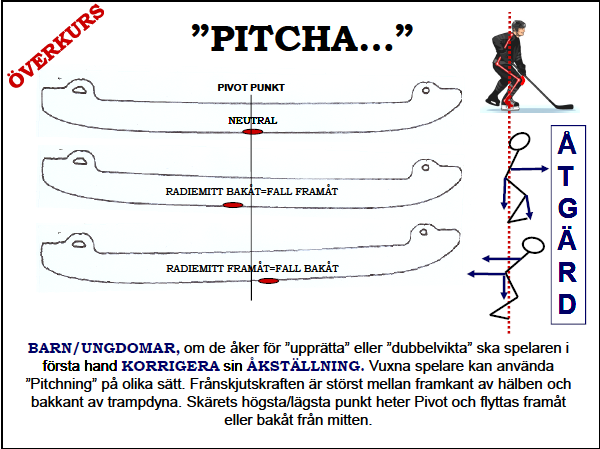 ÖVERKURS
”PITCHA...”
PIVOT PUNKT
NEUTRAL
RADIEMITT BAKÅT=FALL FRAMÅT
RADIEMITT FRAMÅT=FALL BAKÅT
ÅTGÄRD
BARN/UNGDOMAR, om de åker för ”upprätta” eller ”dubbelvikta” ska spelaren i
första hand KORRIGERA sin ÅKSTÄLLNING. Vuxna spelare kan använda
”Pitchning” på olika sätt. Frånskjutskraften är störst mellan framkant av hälben och
bakkant av trampdyna. Skärets högsta/lägsta punkt heter Pivot och flyttas framåt
eller bakåt från mitten.